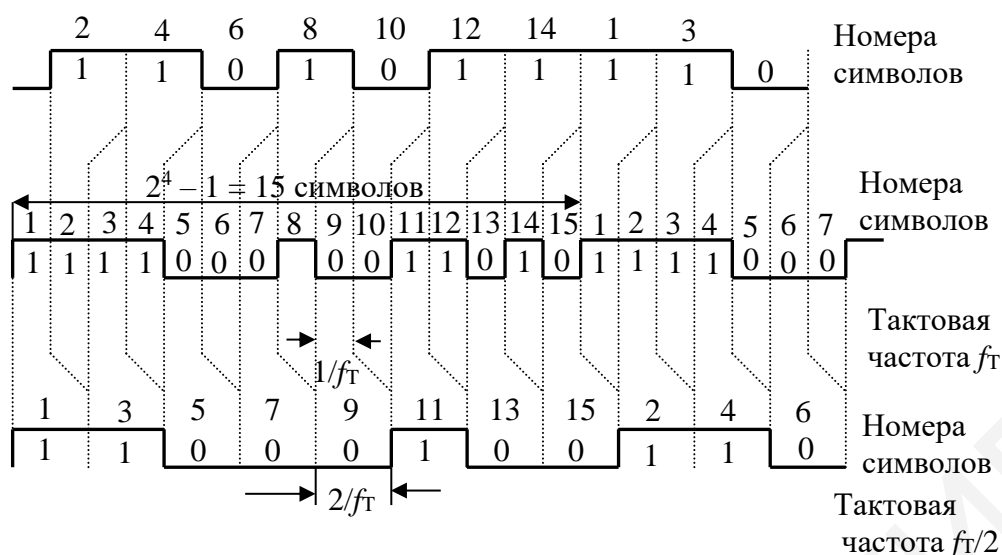 2 4 6 8 10 12 14 1 3
Номера
символов
1 1 0 1 0 1 1 1 1 0
2⁴ – 1 = 15 символов
Номера
символов
1 2 3 4 5 6 7 8 9 10 11 12 13 14 15 1 2 3 4 5 6 7
1 1 1 1 0 0 0 1 0 0 1 1 0 1 0 1 1 1 1 0 0 0
Тактовая
частота fТ
1/fТ
1 3 5 7 9 11 13 15 2 4 6
Номера
символов
1 1 0 0 0 1 0 0 1 1 0
2/fТ
Тактовая
частота fТ/2